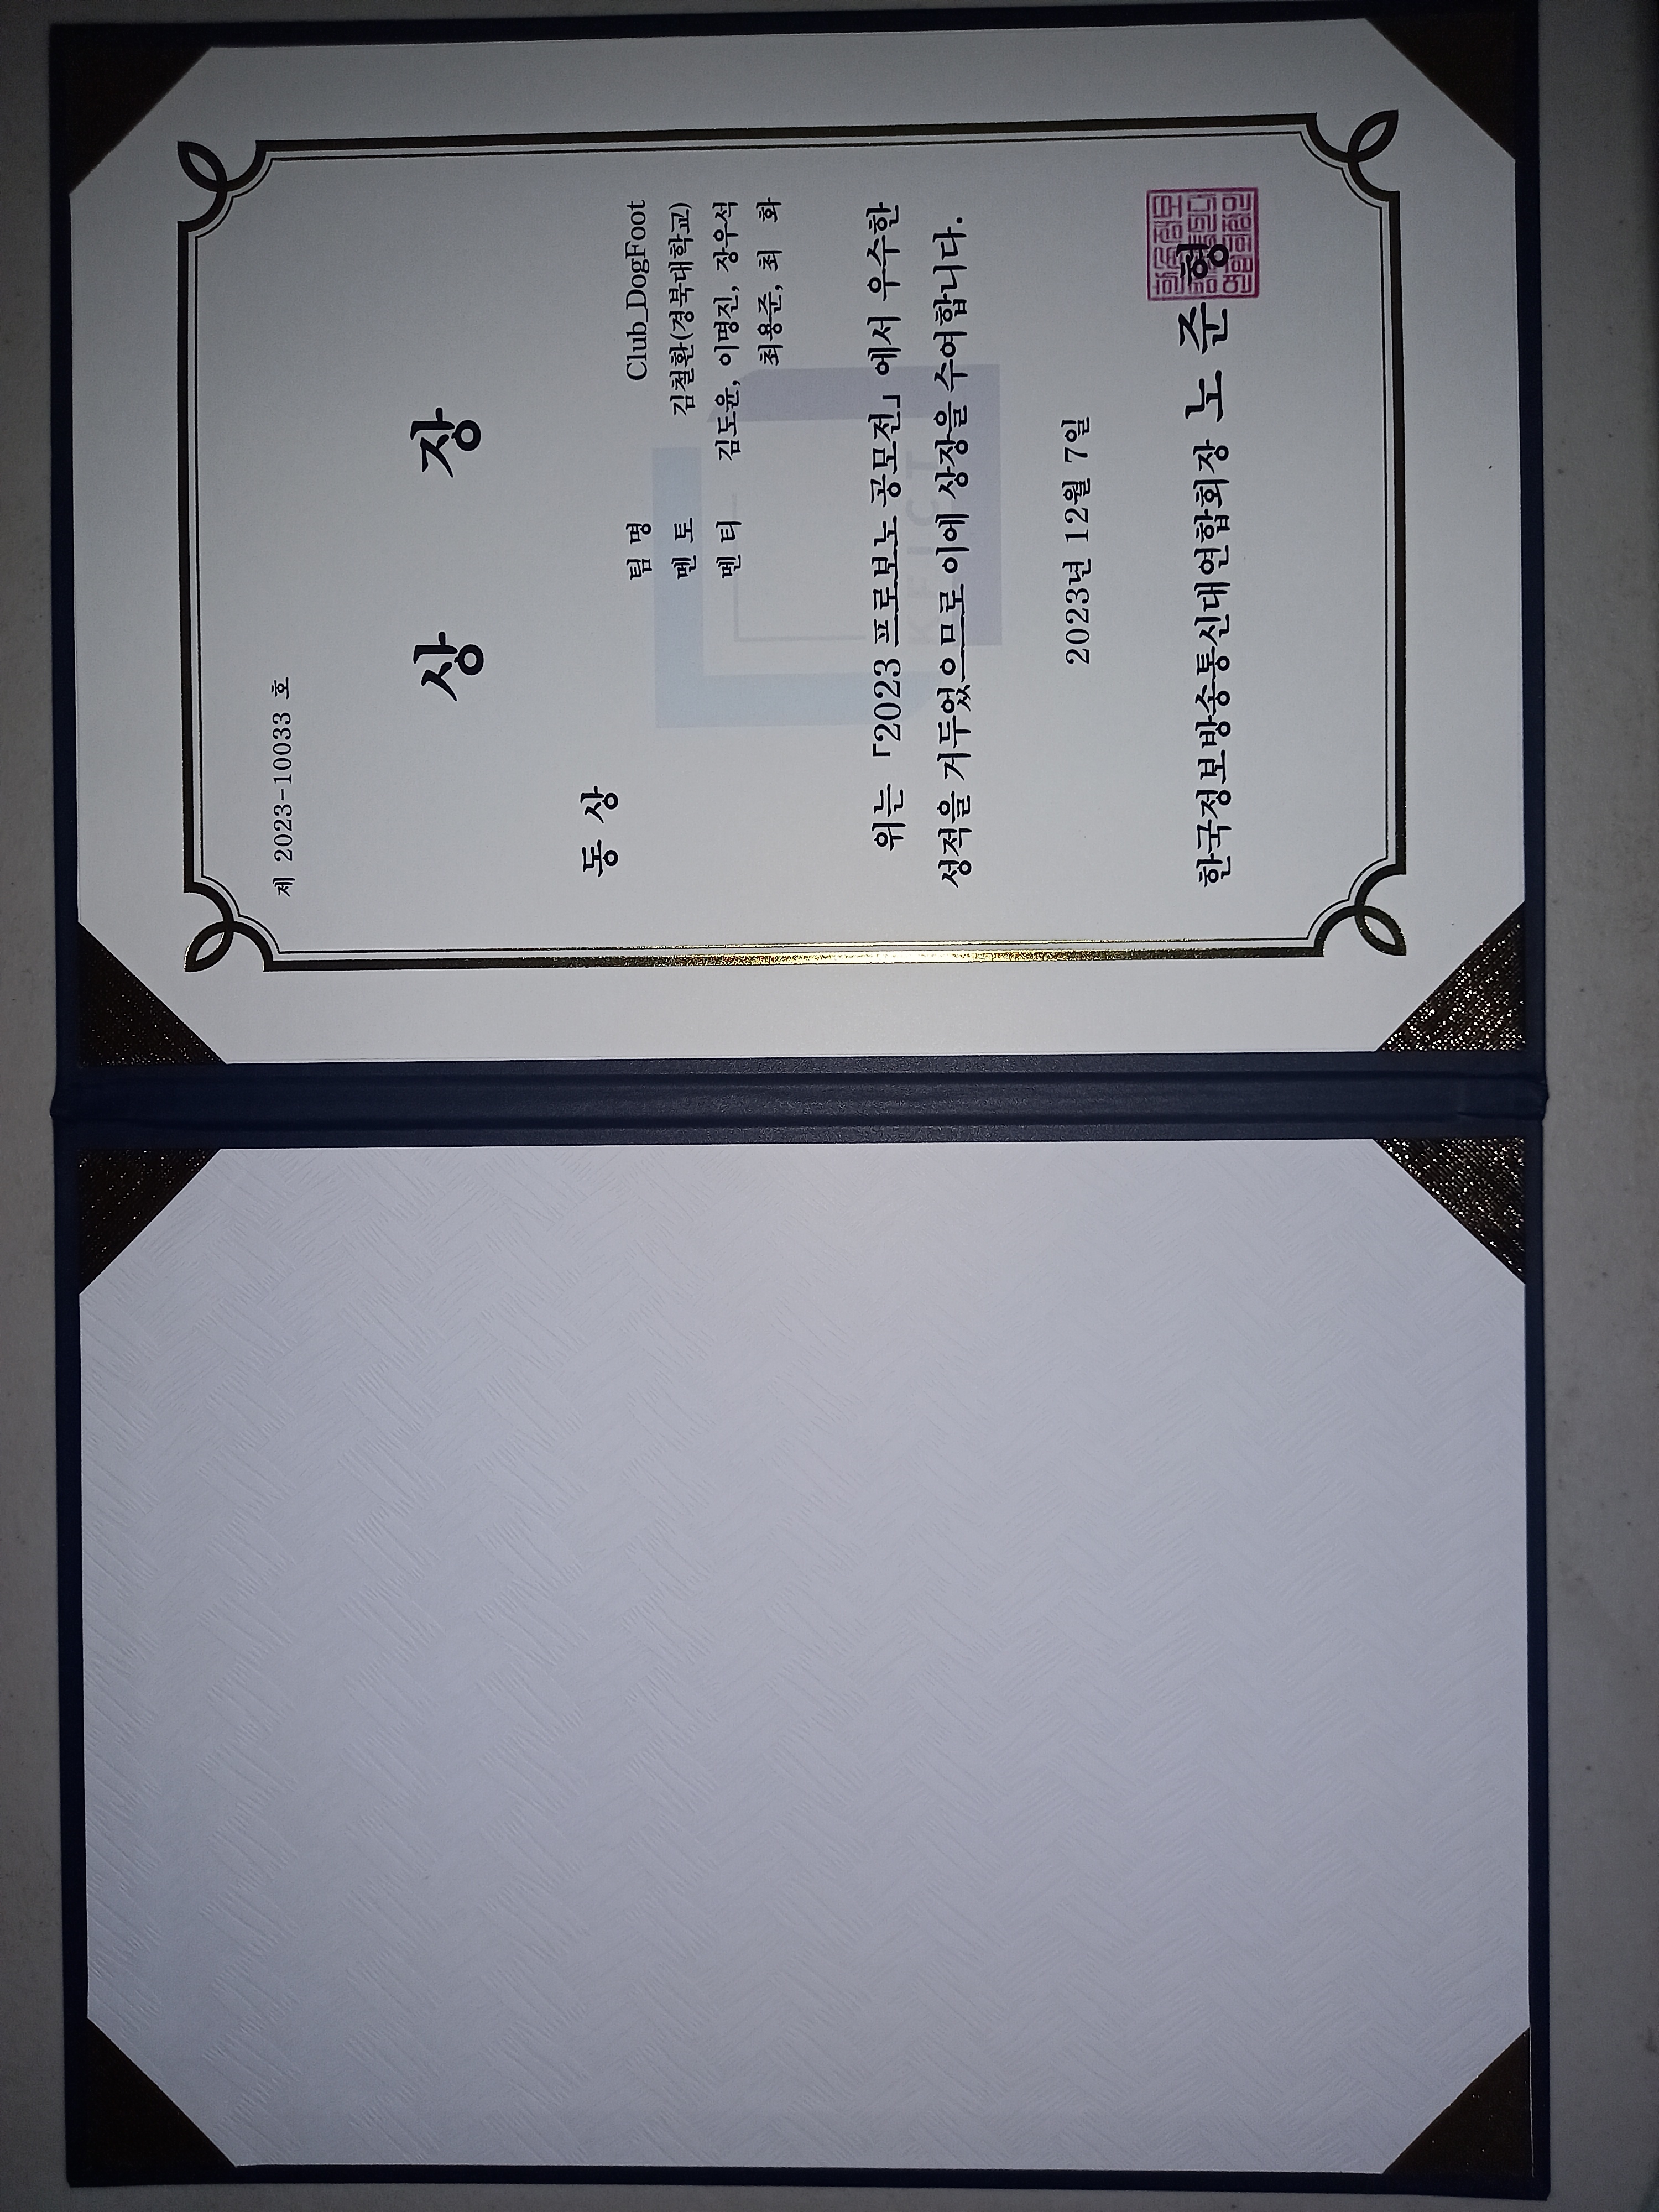 제 2023-10033 호
상 장
동 상
팀 명 Club_DogFoot
멘 토 김철환(경북대학교)
멘 티 김도윤, 이명진, 장우석
최용준, 최 화
위는 「2023 프로보노 공모전」에서 우수한
KFICT
성적을 거두었으므로 이에 상장을 수여합니다.
2023년 12월 7일
한국정보방송통신대연합회장 노 준 형